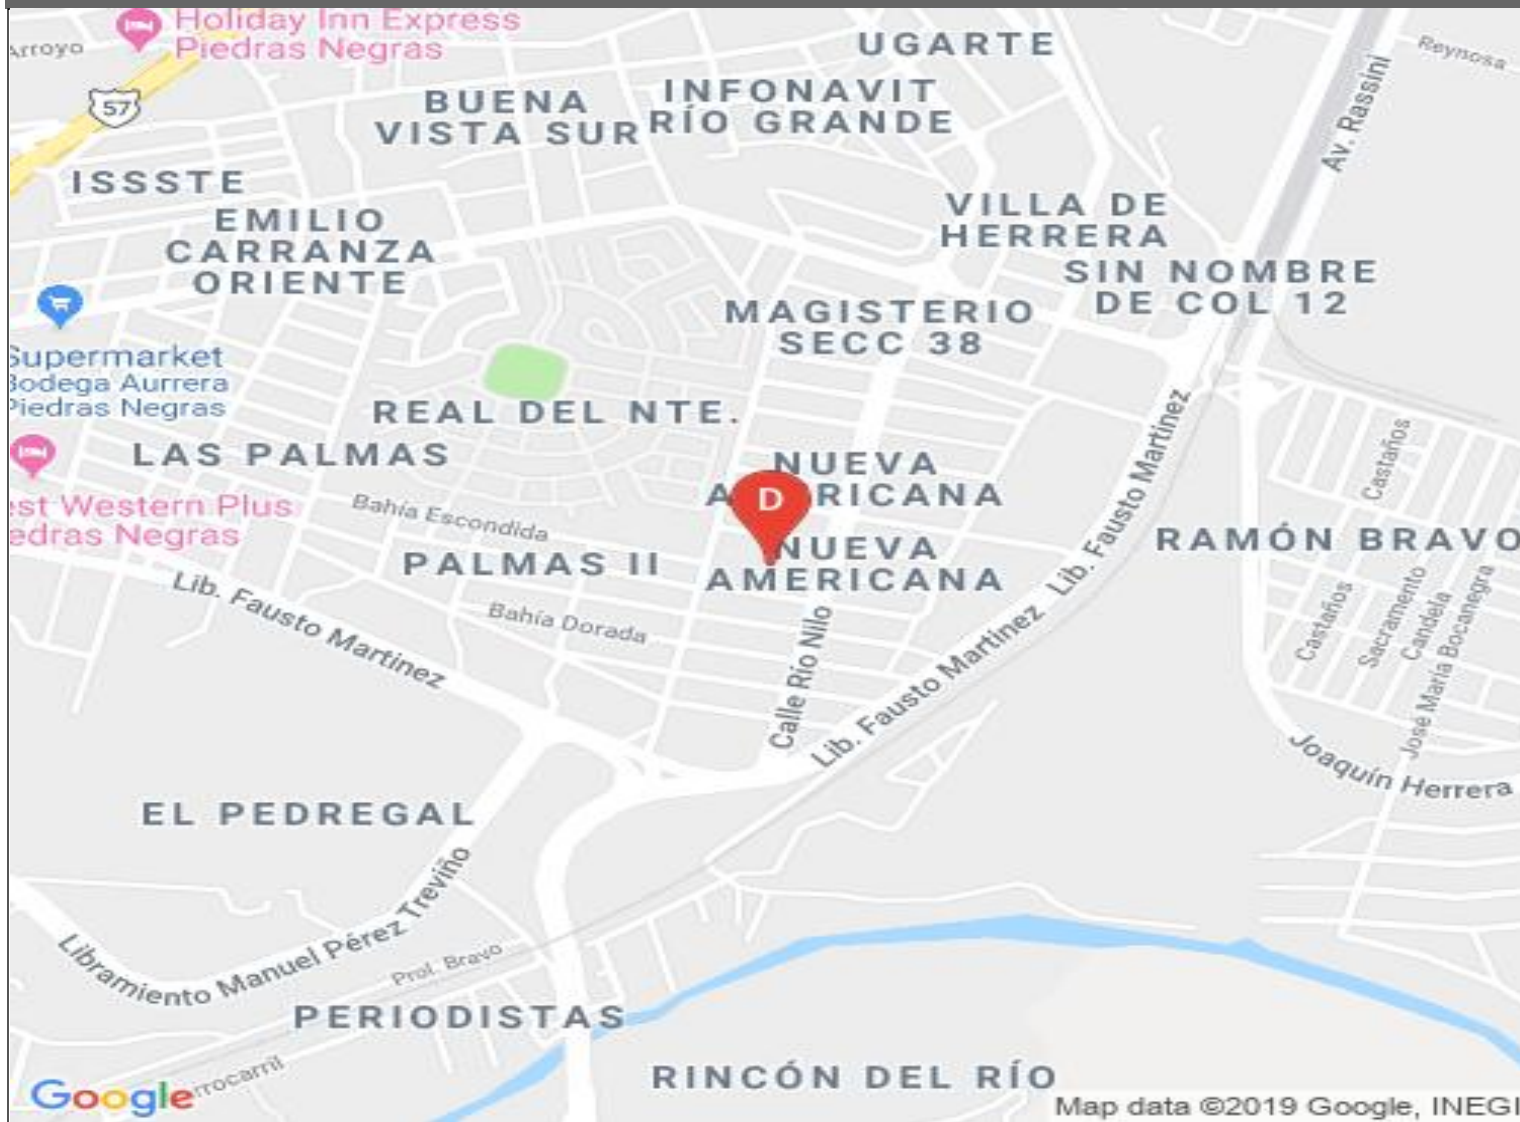 Holiday Inn Express
Piedras Negras
Arroyo
57
UGARTE
Reynosa
Av. Rassini
BUENA
VISTA SUR
INFONAVIT
RÍO GRANDE
ISSSTE
EMILIO
CARRANZA
ORIENTE
VILLA DE
HERRERA
SIN NOMBRE
DE COL 12
MAGISTERIO
SECC 38
Supermarket
Bodega Aurrera
Piedras Negras
REAL DEL NTE.
LAS PALMAS
est Western Plus
edras Negras
Bahía Escondida
PALMAS II
Bahía Dorada
NUEVA
A RICANA
D
NUEVA
AMERICANA
Lib. Fausto Martinez
Lib. Fausto Martinez
Lib. Fausto Martinez
Calle Río Nilo
Castaños
RAMÓN BRAVO
Castaños
Sacramento
Candela
José María Bocanegra
Joaquín Herrera
EL PEDREGAL
Libramiento Manuel Pérez Treviño
Prol. Bravo
PERIODISTAS
rrocarril
RINCÓN DEL RÍO
Google
Map data ©2019 Google, INEGI